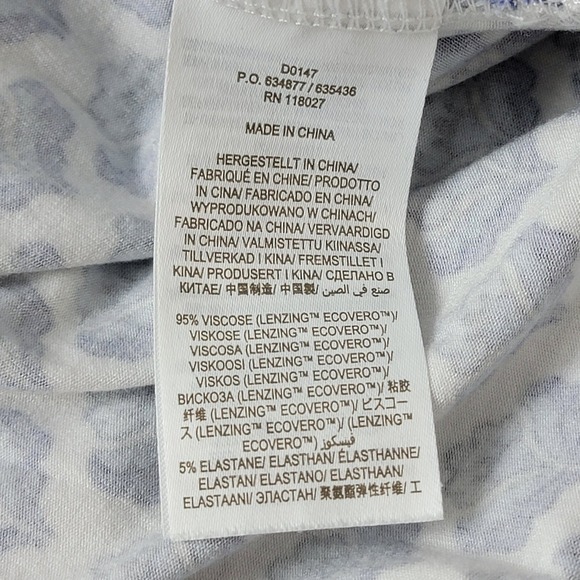 D0147
P.O. 634877 / 635436
RN 118027
MADE IN CHINA
HERGESTELLT IN CHINA/
FABRIQUÉ EN CHINE/ PRODOTTO
IN CINA/ FABRICADO EN CHINA/
WYPRODUKOWANO W CHINACH/
FABRICADO NA CHINA/ VERVAARDIGD
IN CHINA/ VALMISTETTU KIINASSA/
TILLVERKAD I KINA/ FREMSTILLET I
KINA/ PRODUSERT I KINA/ СДЕЛАНО В
КИТАЕ/ 中国制造/ 中国製/ صنع في الصين
95% VISCOSE (LENZING™ ECOVERO™)/
VISKOSE (LENZING™ ECOVERO™)/
VISCOSA (LENZING™ ECOVERO™)/
VISKOOSI (LENZING™ ECOVERO™)/
VISKOS (LENZING™ ECOVERO™)/
ВИСКОЗА (LENZING™ ECOVERO™)/ 粘胶
纤维 (LENZING™ ECOVERO™)/ ビスコー
ス (LENZING™ ECOVERO™)/ (LENZING™
ECOVERO™) فيسكوز
5% ELASTANE/ ELASTHAN/ ÉLASTHANNE/
ELASTAN/ ELASTANO/ ELASTHAAN/
ELASTAANI/ ЭЛАСТАН/ 聚氨酯弹性纤维/ エ